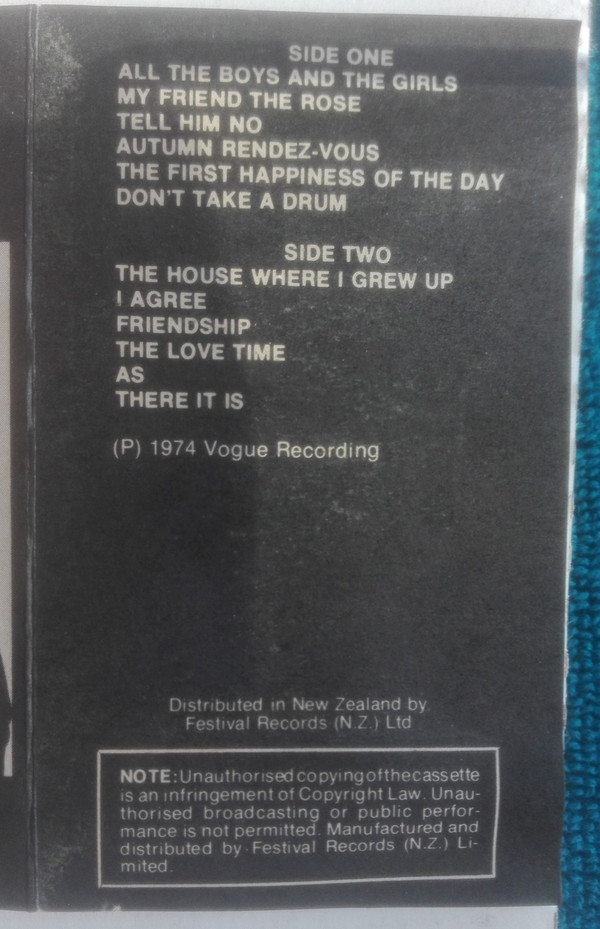 SIDE ONE
ALL THE BOYS AND THE GIRLS
MY FRIEND THE ROSE
TELL HIM NO
AUTUMN RENDEZ-VOUS
THE FIRST HAPPINESS OF THE DAY
DON'T TAKE A DRUM
SIDE TWO
THE HOUSE WHERE I GREW UP
I AGREE
FRIENDSHIP
THE LOVE TIME
AS
THERE IT IS
(P) 1974 Vogue Recording
Distributed in New Zealand by
Festival Records (N.Z.) Ltd
NOTE: Unauthorised copying of the cassette
is an infringement of Copyright Law. Unau-
thorised broadcasting or public perfor-
mance is not permitted. Manufactured and
distributed by Festival Records (N.Z.) Li-
mited.